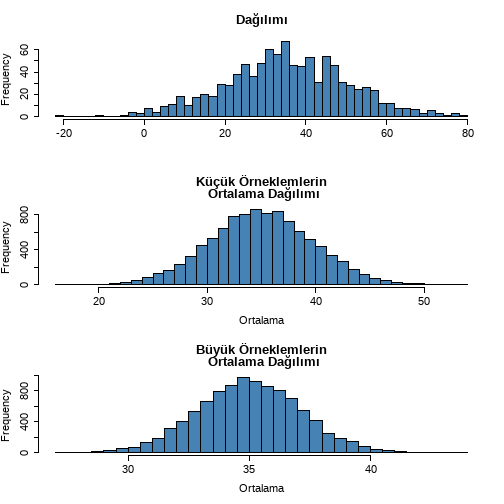 Dağılımı
Frequency
0 20 40 60
-20 0 20 40 60 80
Küçük Örneklemlerin
Ortalama Dağılımı
Frequency
0 400 800
20 30 40 50
Ortalama
Büyük Örneklemlerin
Ortalama Dağılımı
Frequency
0 400 800
30 35 40
Ortalama